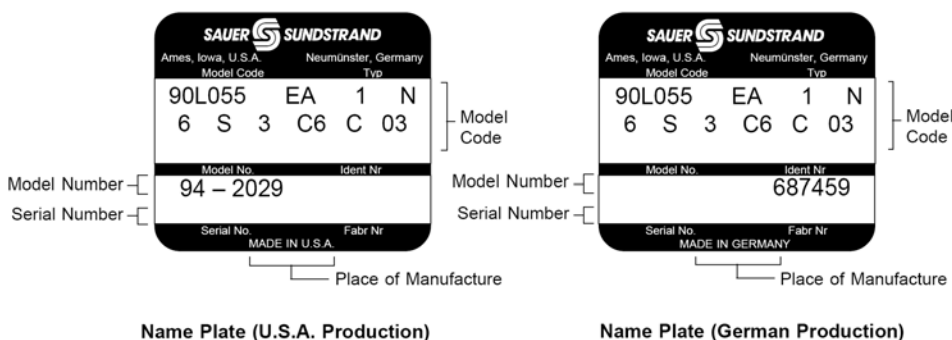 SAUER SUNDSTRAND
Ames, Iowa, U.S.A. Neumünster, Germany
Model Code Typ
90L055 EA 1 N
6 S 3 C6 C 03
Model Code
Model No. Ident Nr
Model Number
94 – 2029
Serial Number
Serial No. Fabr Nr
MADE IN U.S.A.
Place of Manufacture
Name Plate (U.S.A. Production)
SAUER SUNDSTRAND
Ames, Iowa, U.S.A. Neumünster, Germany
Model Code Typ
90L055 EA 1 N
6 S 3 C6 C 03
Model
Code
Model No. Ident Nr
Model Number
687459
Serial Number
Serial No. Fabr Nr
MADE IN GERMANY
Place of Manufacture
Name Plate (German Production)